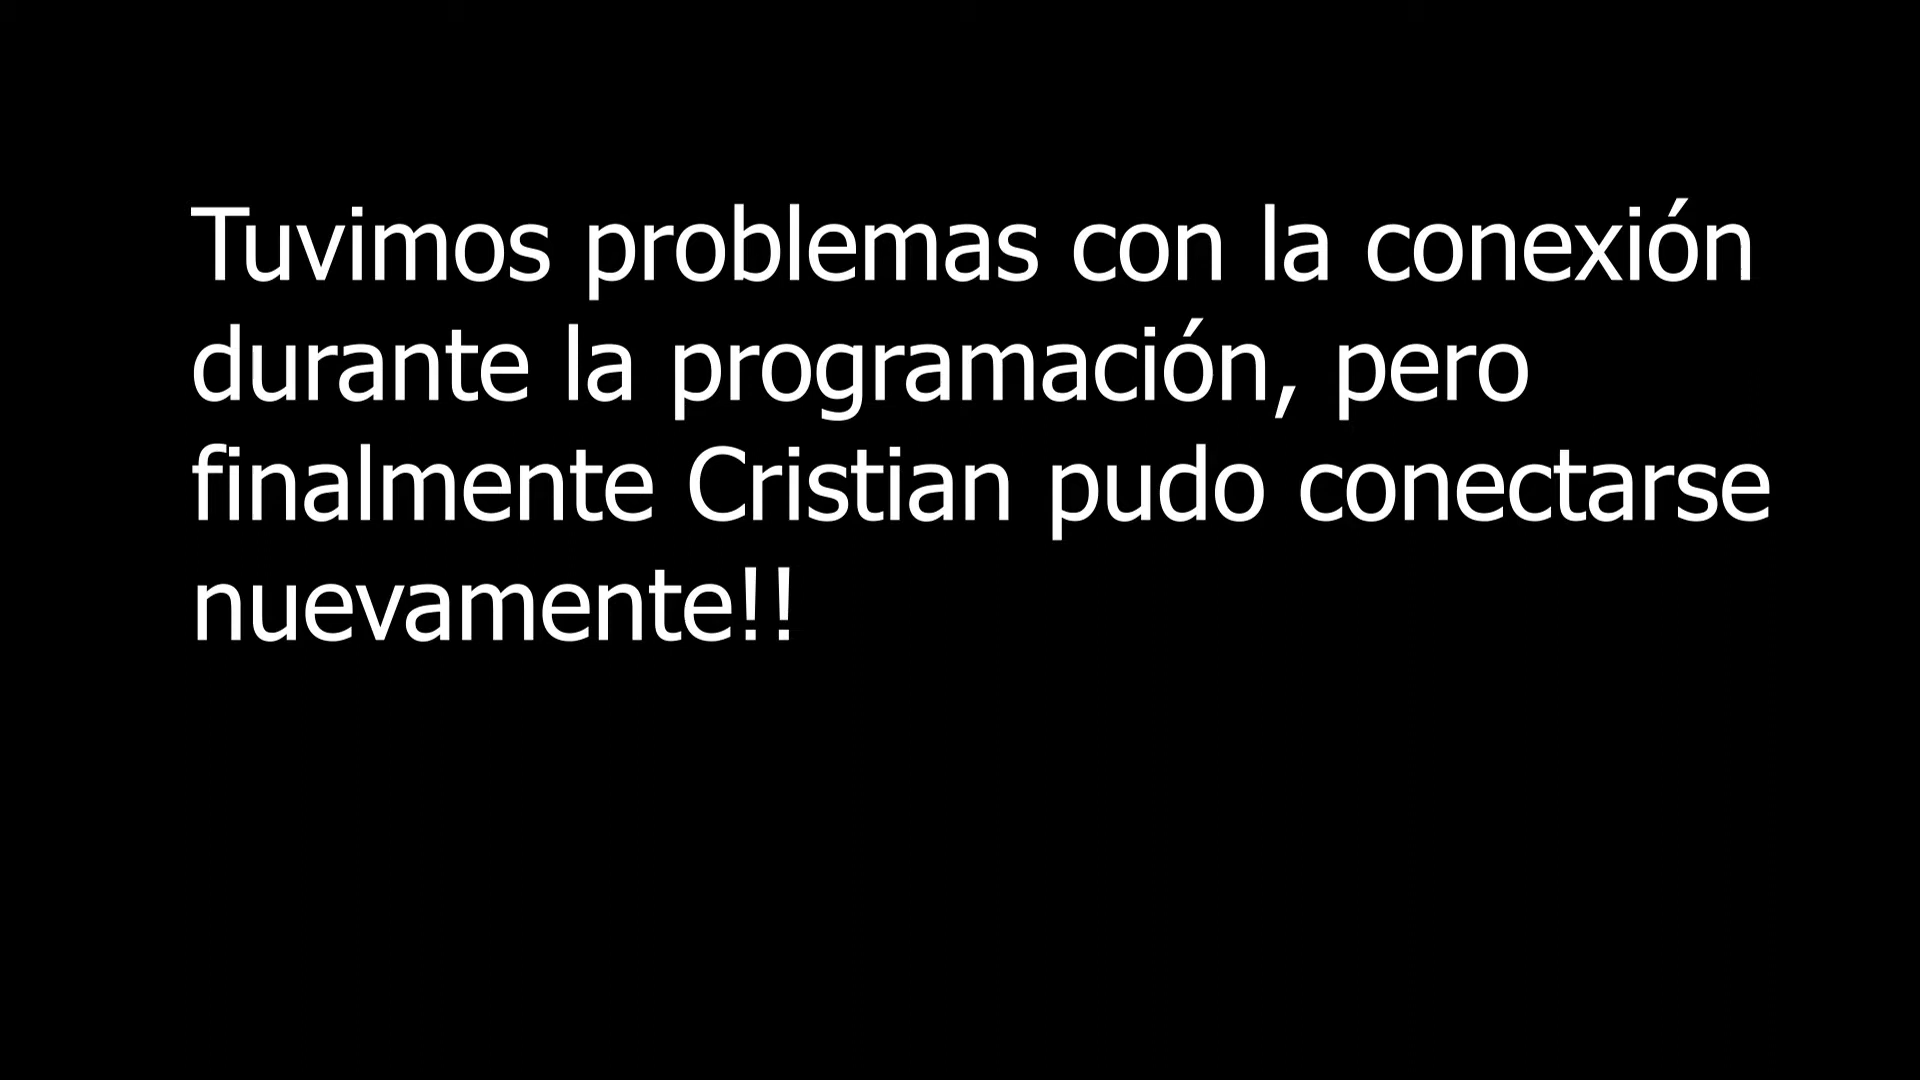 Tuvimos problemas con la conexión
durante la programación, pero
finalmente Cristian pudo conectarse
nuevamente!!